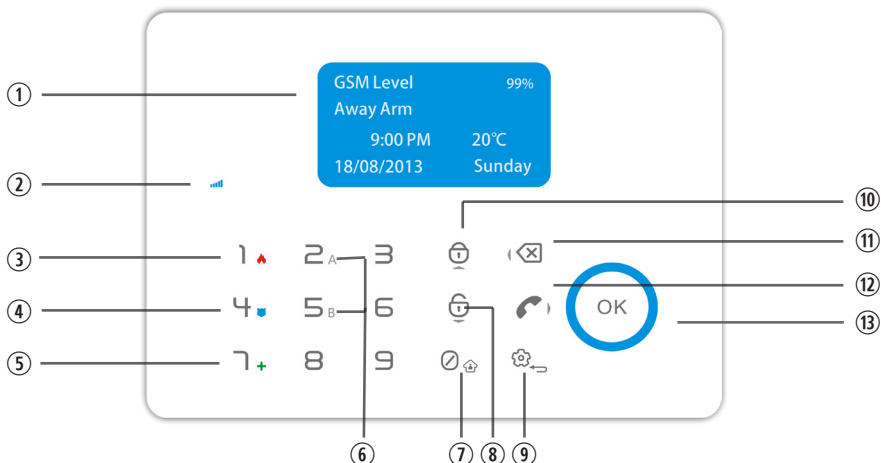 GSM Level 99%
Away Arm
9:00 PM 20℃
18/08/2013 Sunday
①
②
⑩
1 2 A 3
③
⑪
⑫
4 5 B 6
OK
④
⑬
7 8 9 0
⑤
⑥ ⑦ ⑧ ⑨